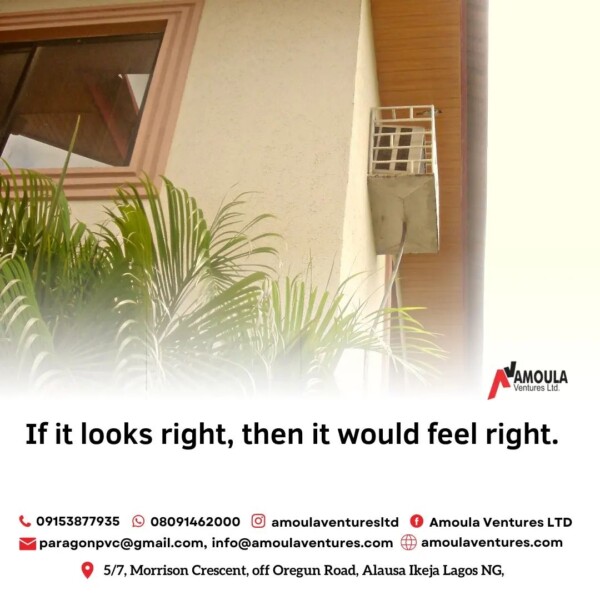 AMOULA
Ventures Ltd.
If it looks right, then it would feel right.
09153877935 08091462000 amoulaventuresltd Amoula Ventures LTD
paragonpvc@gmail.com, info@amoulaventures.com amoulaventures.com
5/7, Morrison Crescent, off Oregun Road, Alausa Ikeja Lagos NG,